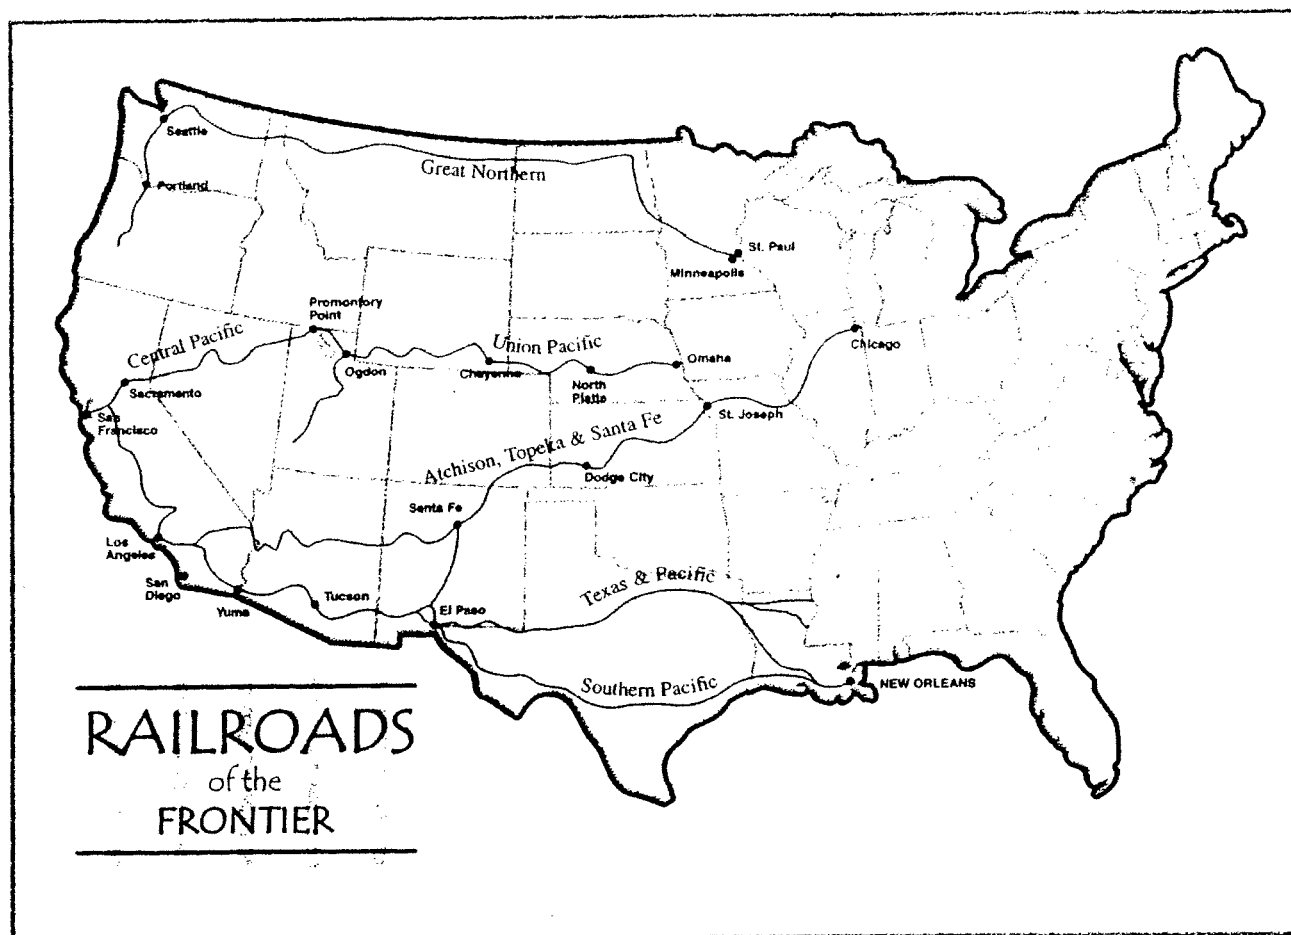 Seattle
Great Northern
Portland
St. Paul
Minneapolis
Promontory
Point
Central Pacific
Union Pacific
Omaha
Chicago
Ogdon
Cheyenne
North
Platte
Sacramento
San
Francisco
St. Joseph
Atchison, Topeka & Santa Fe
Dodge City
Santa Fe
Los
Angeles
San
Diego
Yuma
Tucson
El Paso
Texas & Pacific
Southern Pacific
NEW ORLEANS
RAILROADS
of the
FRONTIER